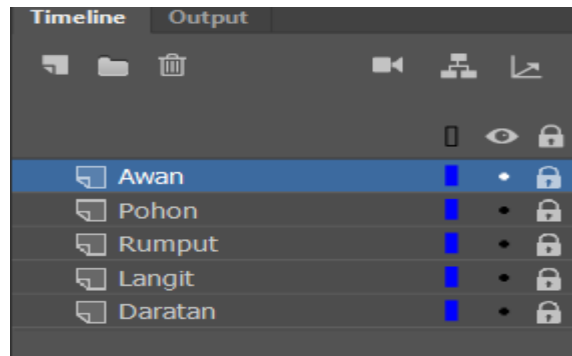 Timeline Output
Awan
Pohon
Rumput
Langit
Daratan